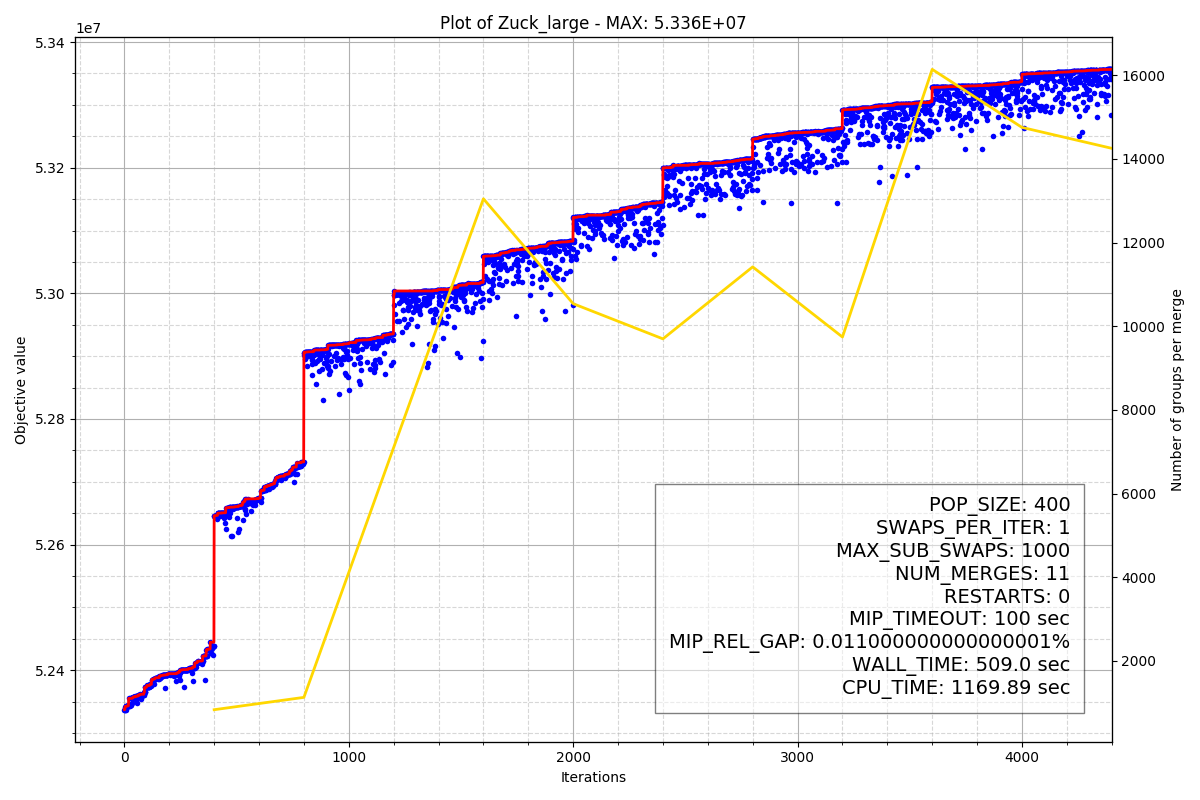 Plot of Zuck_large - MAX: 5.336E+07
1e7
5.34
5.32
5.30
5.28
5.26
5.24
Objective value
16000
14000
12000
10000
8000
6000
4000
2000
Number of groups per merge
POP_SIZE: 400
SWAPS_PER_ITER: 1
MAX_SUB_SWAPS: 1000
NUM_MERGES: 11
RESTARTS: 0
MIP_TIMEOUT: 100 sec
MIP_REL_GAP: 0.011000000000000001%
WALL_TIME: 509.0 sec
CPU_TIME: 1169.89 sec
0 1000 2000 3000 4000
Iterations